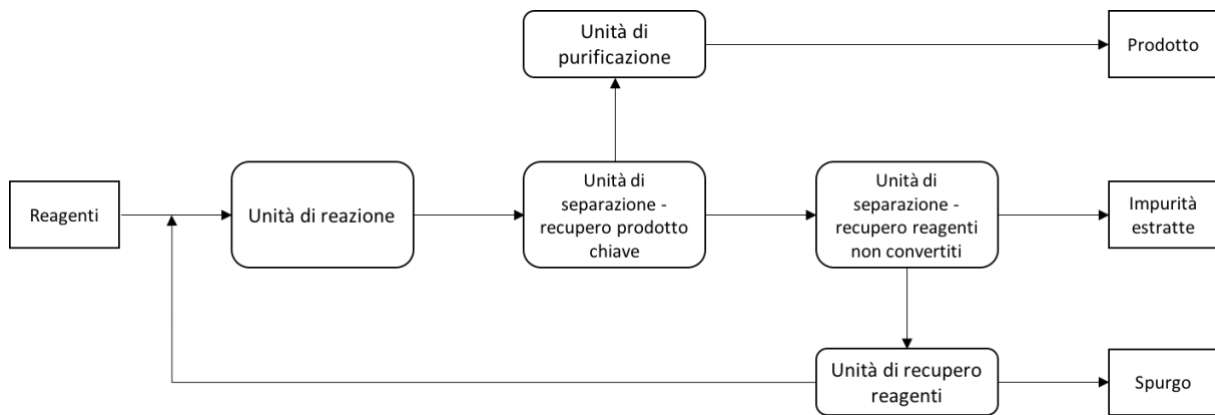 Unità di
purificazione
Prodotto
Reagenti
Unità di reazione
Unità di
separazione -
recupero prodotto
chiave
Unità di
separazione -
recupero reagenti
non convertiti
Impurità
estratte
Unità di recupero
reagenti
Spurgo